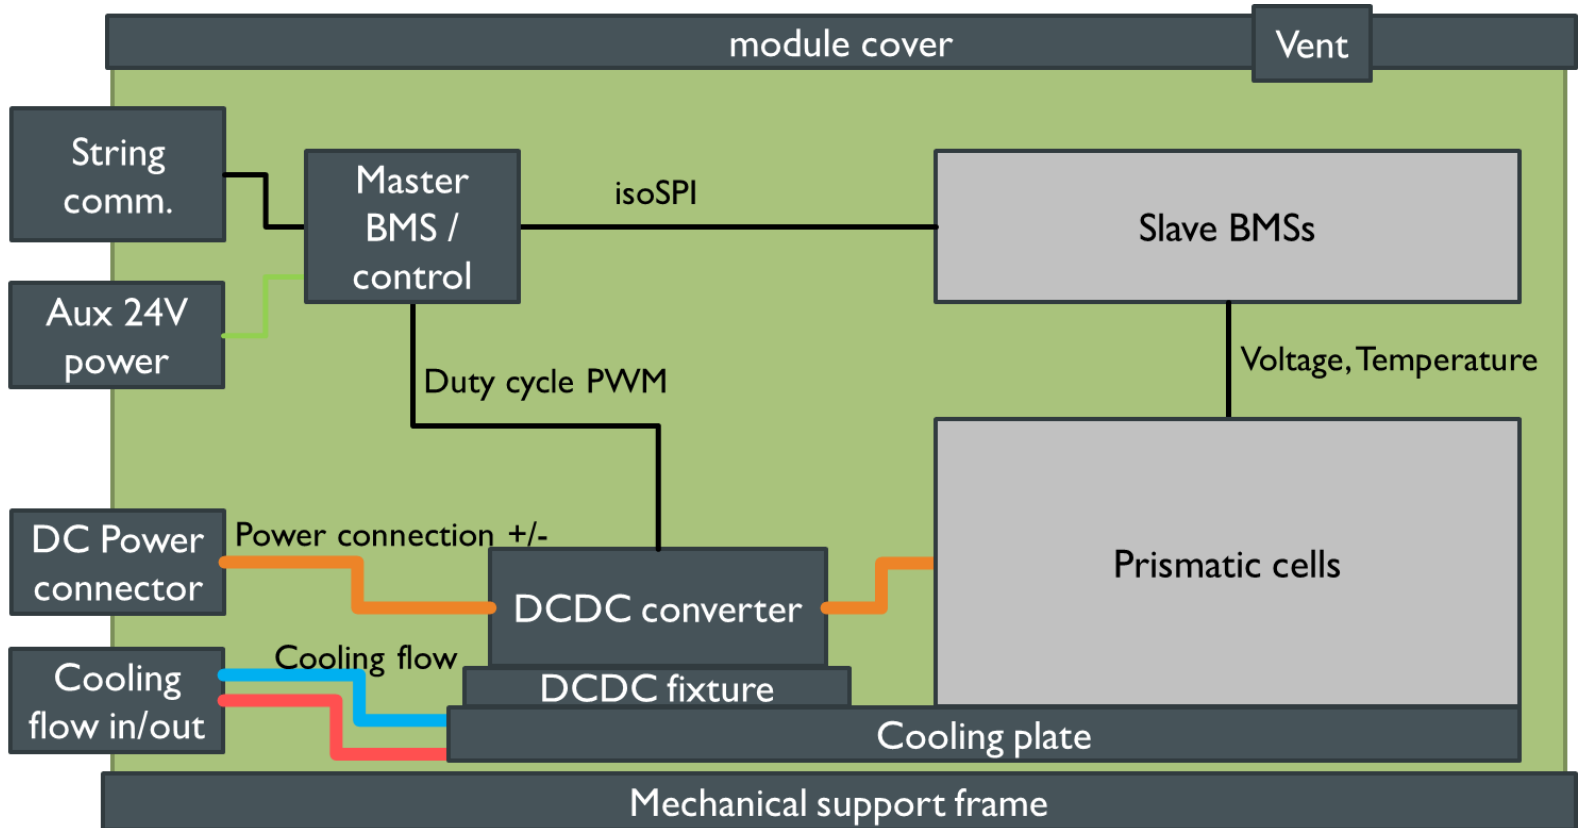 module cover
Vent
String
comm.
Master
BMS /
control
isoSPI
Slave BMSs
Aux 24V
power
Duty cycle PWM
Voltage, Temperature
DC Power
connector
Power connection +/-
DCDC converter
Prismatic cells
Cooling
flow in/out
Cooling flow
DCDC fixture
Cooling plate
Mechanical support frame